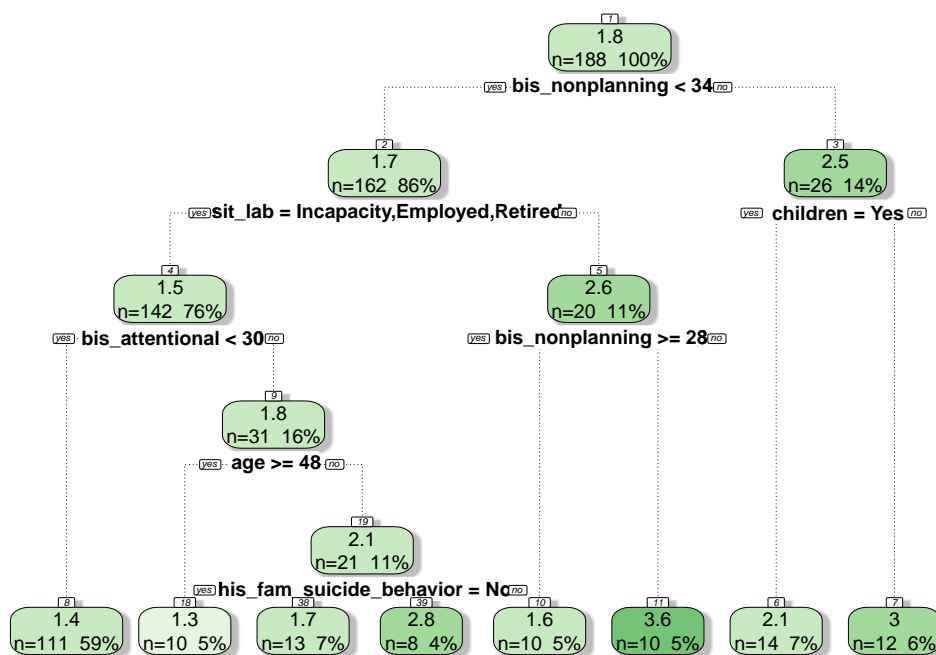 1
1.8
n=188 100%
yes bis_nonplanning < 34 no
2
1.7
n=162 86%
yes sit_lab = Incapacity,Employed,Retired no
3
2.5
n=26 14%
yes children = Yes no
4
1.5
n=142 76%
yes bis_attentional < 30 no
5
2.6
n=20 11%
yes bis_nonplanning >= 28 no
9
1.8
n=31 16%
yes age >= 48 no
19
2.1
n=21 11%
yes his_fam_suicide_behavior = No no
8
1.4
n=111 59%
18
1.3
n=10 5%
38
1.7
n=13 7%
39
2.8
n=8 4%
10
1.6
n=10 5%
11
3.6
n=10 5%
6
2.1
n=14 7%
7
3
n=12 6%